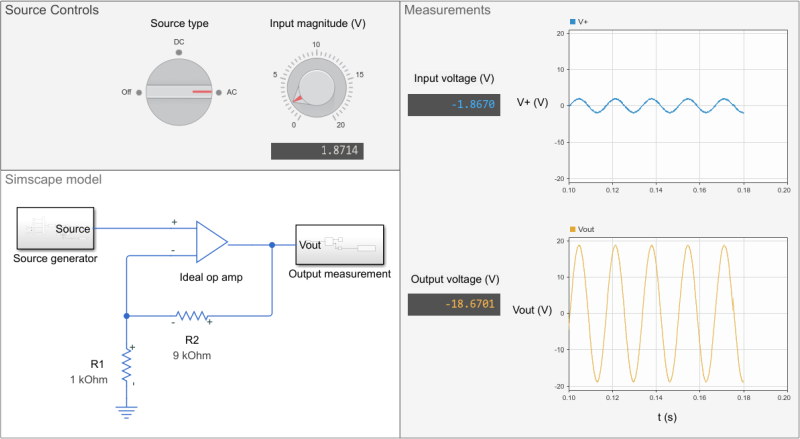 Source Controls
Source type
DC
Off
AC
Input magnitude (V)
10
5
15
0
20
1.8714
Simscape model
Source
Source generator
+
-
Ideal op amp
Vout
Output measurement
-
+
R2
9 kOhm
R1
1 kOhm
+
-
Measurements
Input voltage (V)
-1.8670
V+
V+ (V)
20
10
0
-10
-20
0.10
0.12
0.14
0.16
0.18
0.20
Output voltage (V)
-18.6701
Vout
Vout (V)
20
10
0
-10
-20
0.10
0.12
0.14
0.16
0.18
0.20
t (s)